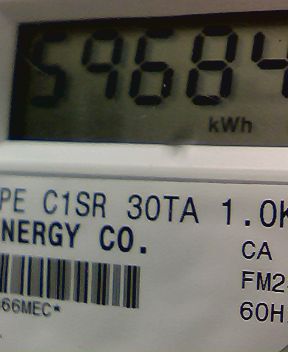 59684
kWh
PE C1SR 30TA 1.0K
NERGY CO.
CA
FM2
66MEC*
60H